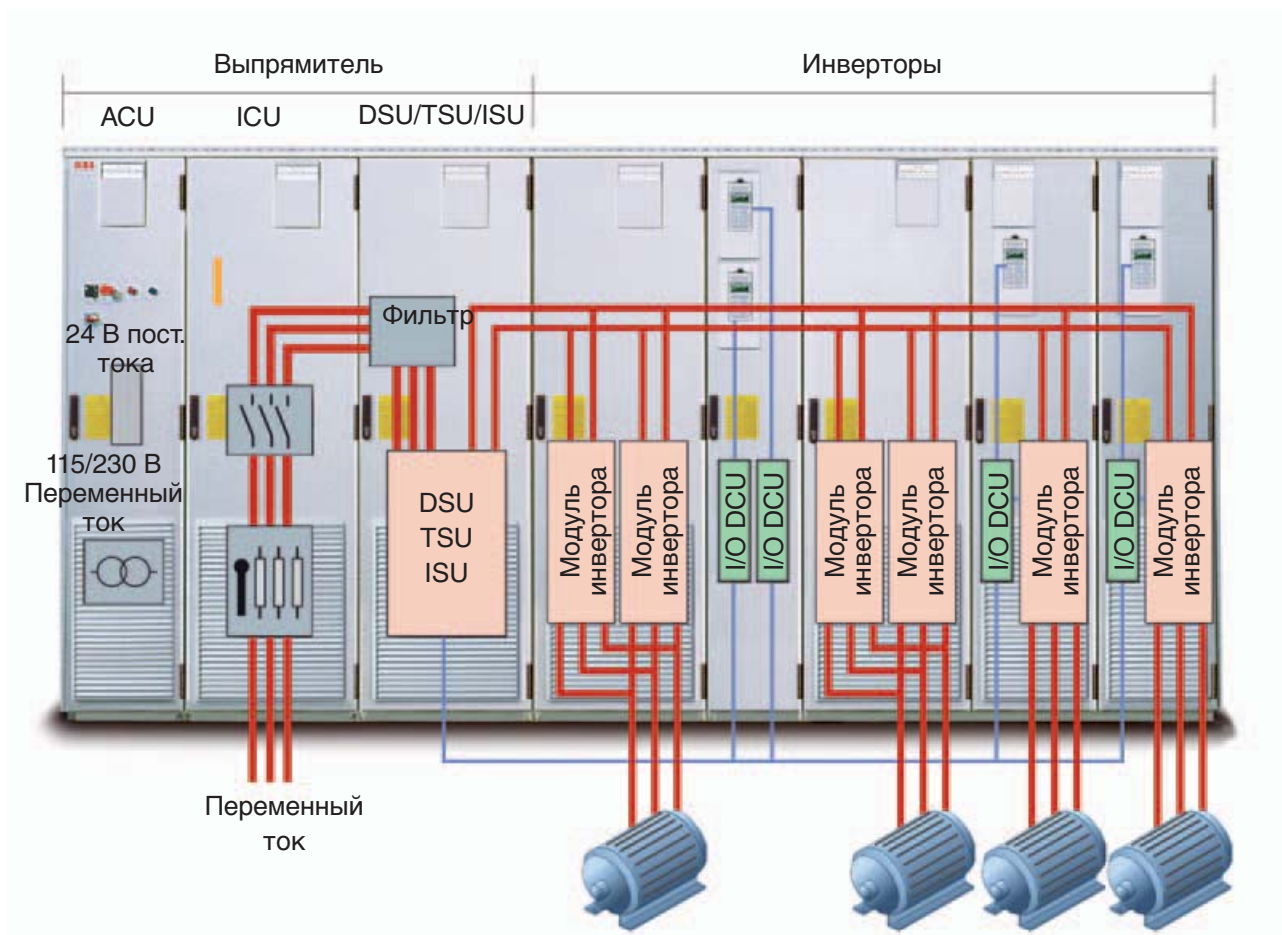 Выпрямитель
Инверторы
ACU
ICU
DSU/TSU/ISU
24 В пост.
тока
115/230 В
Переменный
ток
Фильтр
DSU
TSU
ISU
Модуль
инвертора
Модуль
инвертора
I/O DCU
I/O DCU
Модуль
инвертора
Модуль
инвертора
I/O DCU
Модуль
инвертора
I/O DCU
Модуль
инвертора
Переменный
ток